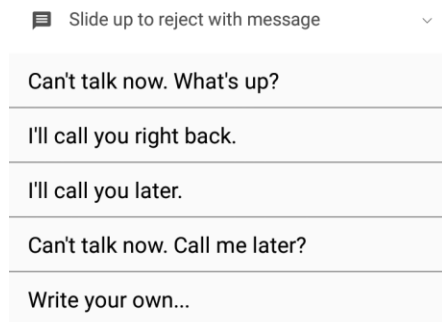 Slide up to reject with message
Can't talk now. What's up?
I'll call you right back.
I'll call you later.
Can't talk now. Call me later?
Write your own...